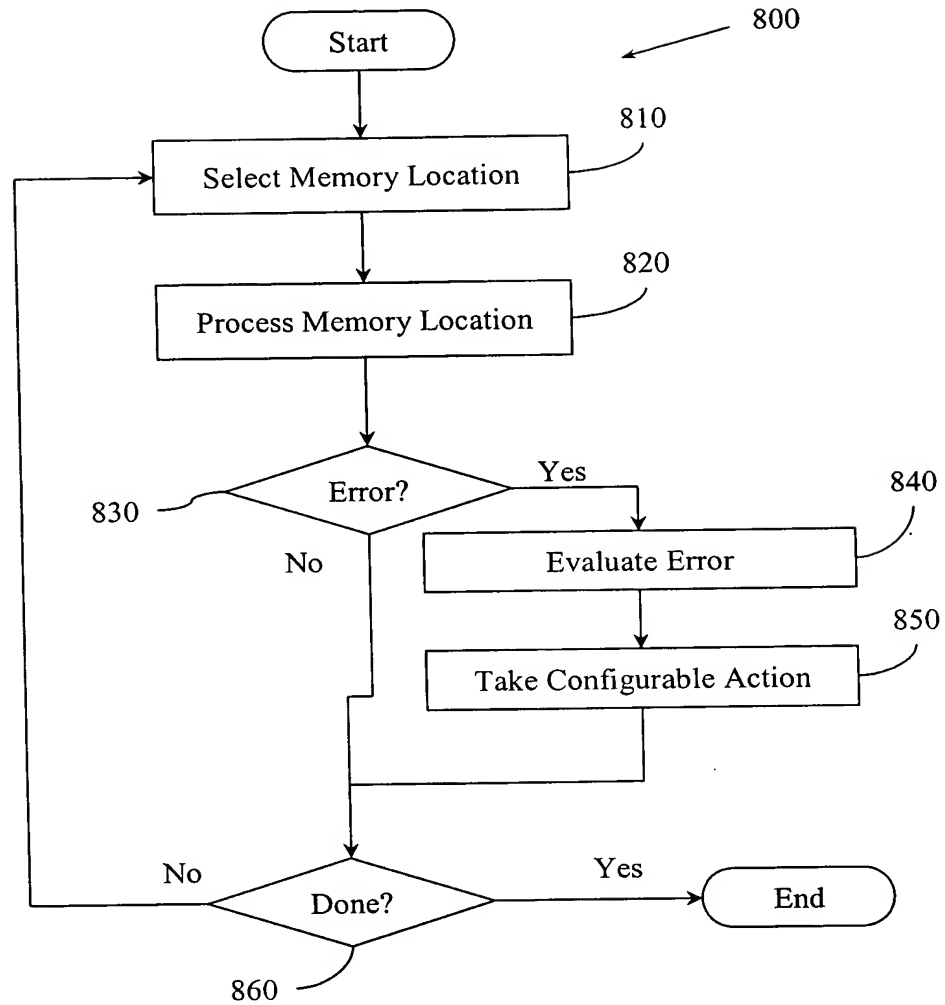 800
Start
810
Select Memory Location
820
Process Memory Location
Yes
Error?
830
840
No
Evaluate Error
850
Take Configurable Action
No
Yes
Done?
End
860